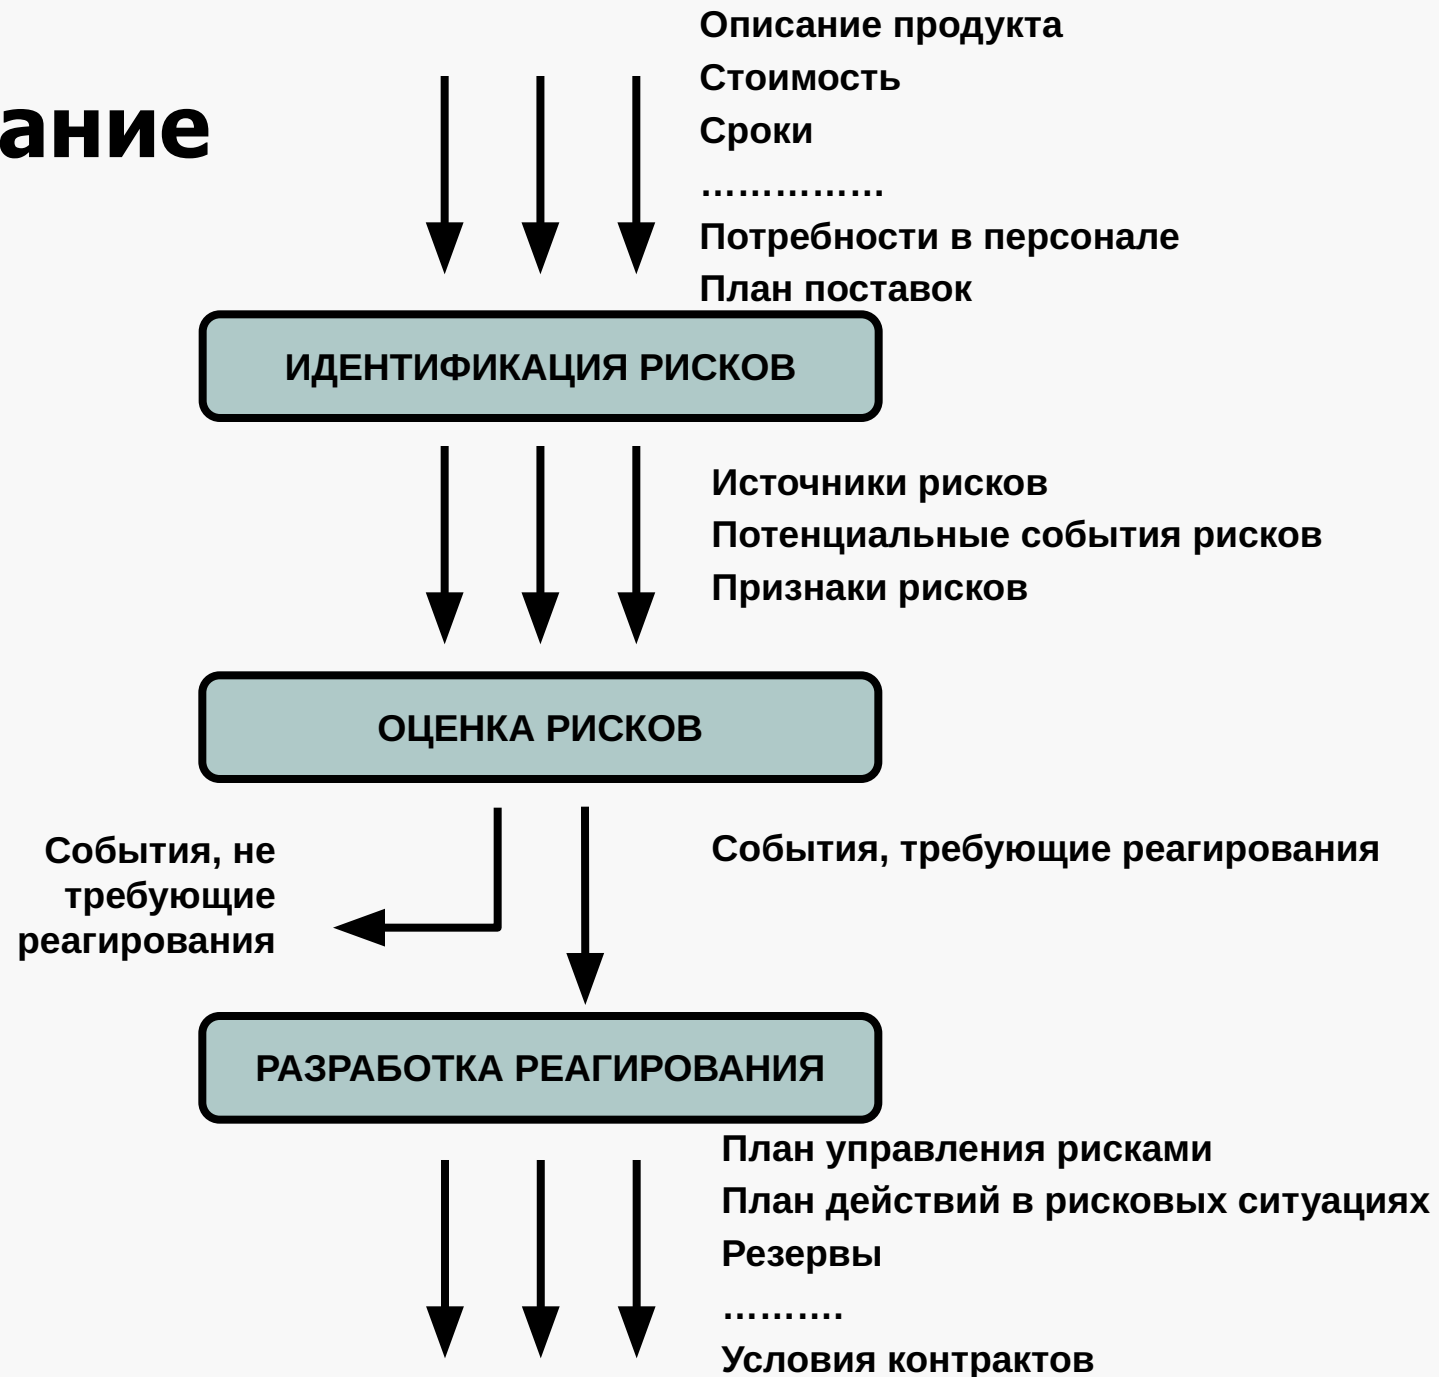 Описание продукта
Стоимость
ание
Сроки
……………
Потребности в персонале
План поставок
ИДЕНТИФИКАЦИЯ РИСКОВ
Источники рисков
Потенциальные события рисков
Признаки рисков
ОЦЕНКА РИСКОВ
События, не
требующие
реагирования
События, требующие реагирования
РАЗРАБОТКА РЕАГИРОВАНИЯ
План управления рисками
План действий в рисковых ситуациях
Резервы
……….
Условия контрактов